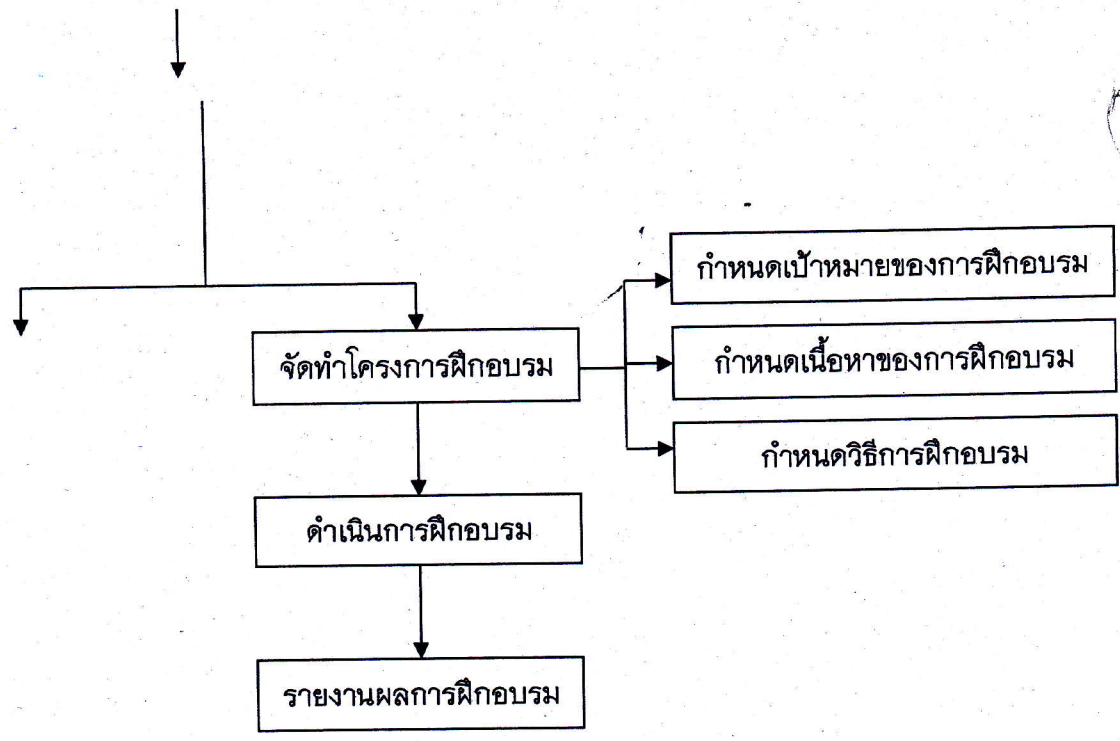 กำหนดเป้าหมายของการฝึกอบรม
จัดทำโครงการฝึกอบรม
กำหนดเนื้อหาของการฝึกอบรม
กำหนดวิธีการฝึกอบรม
ดำเนินการฝึกอบรม
รายงานผลการฝึกอบรม